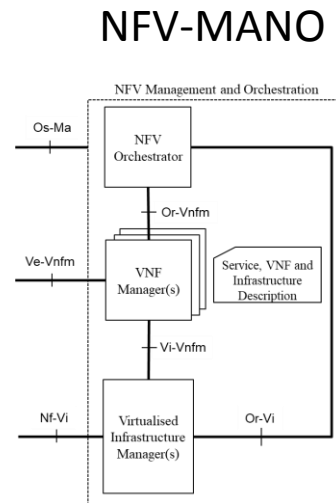 NFV-MANO
NFV Management and Orchestration
Os-Ma
NFV
Orchestrator
Or-Vnfm
Ve-Vnfm
VNF
Manager(s)
Service, VNF and
Infrastructure
Description
Vi-Vnfm
Nf-Vi
Virtualised
Infrastructure
Manager(s)
Or-Vi